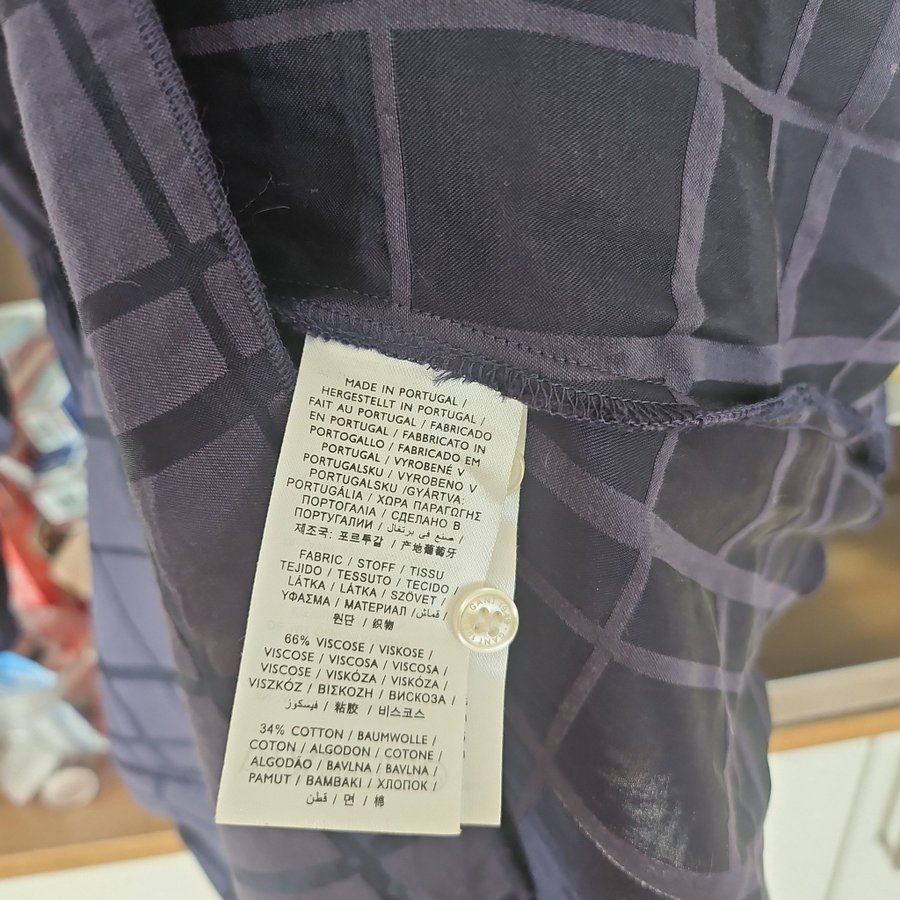 MADE IN PORTUGAL /
HERGESTELLT IN PORTUGAL /
FAIT AU PORTUGAL / FABRICADO
EN PORTUGAL / FABBRICATO IN
PORTOGALLO / FABRICADO EM
PORTUGAL / VYROBENÉ V
PORTUGALSKU / VYROBENO V
PORTUGALSKU / GYÁRTVA:
PORTUGÁLIA / ΧΩΡΑ ΠΑΡΑΓΩΓΗΣ
ΠΟΡΤΟΓΑΛΙΑ / СДЕЛАНО В
ПОРТУГАЛИИ / صنع في برتغال /
제조국: 포르투갈 / 产地葡萄牙
FABRIC / STOFF / TISSU
TEJIDO / TESSUTO / TECIDO /
LÁTKA / LÁTKA / SZÖVET /
ΥΦΑΣΜΑ / МАТЕРИАЛ / قماش /
원단 / 织物
66% VISCOSE / VISKOSE /
VISCOSE / VISCOSA / VISCOSA /
VISCOSE / VISKÓZA / VISKÓZA /
VISZKÓZ / ΒΙΣΚΟΖΗ / ВИСКОЗА /
فيسكوز / 粘胶 / 비스코스
34% COTTON / BAUMWOLLE /
COTON / ALGODON / COTONE /
ALGODÃO / BAVLNA / BAVLNA /
PAMUT / ΒΑΜΒΑΚΙ / ХЛОПОК /
قطن / 면 / 棉
GANT